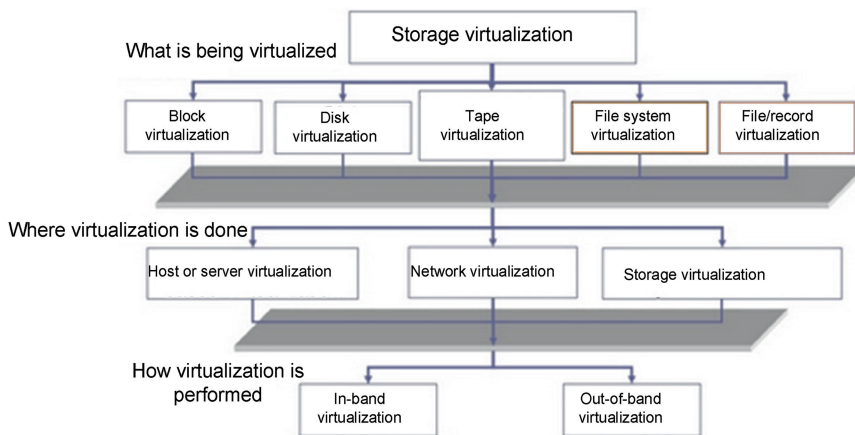 Storage virtualization
What is being virtualized
Block
virtualization
Disk
virtualization
Tape
virtualization
File system
virtualization
File/record
virtualization
Where virtualization is done
Host or server virtualization
Network virtualization
Storage virtualization
How virtualization is
performed
In-band
virtualization
Out-of-band
virtualization